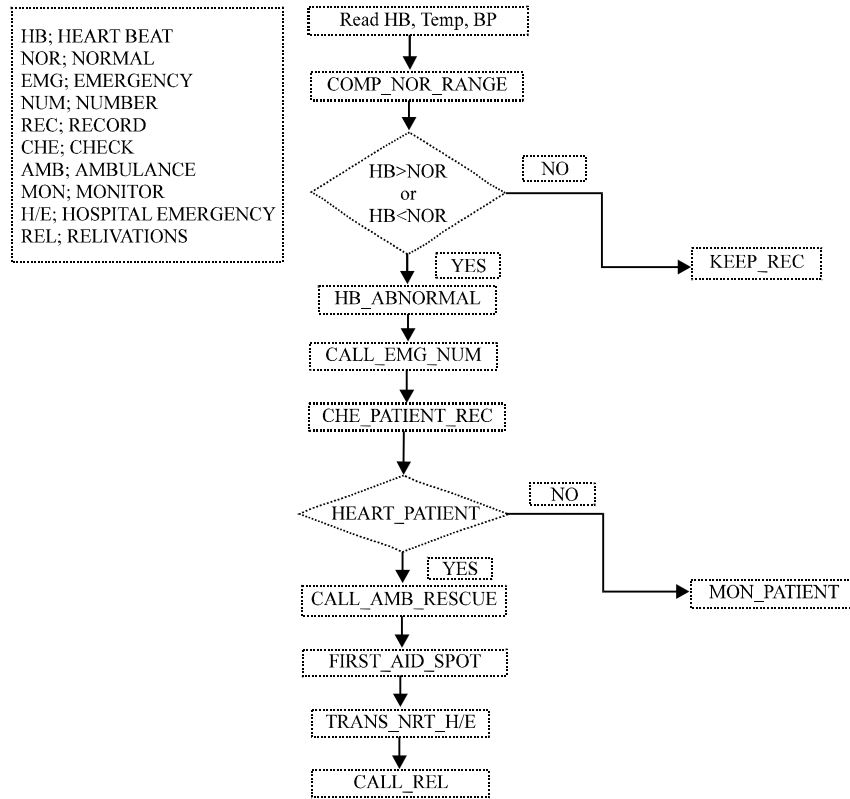 HB; HEART BEAT
NOR; NORMAL
EMG; EMERGENCY
NUM; NUMBER
REC; RECORD
CHE; CHECK
AMB; AMBULANCE
MON; MONITOR
H/E; HOSPITAL EMERGENCY
REL; RELIVATIONS
Read HB, Temp, BP
COMP_NOR_RANGE
HB>NOR
or
HB<NOR
NO
KEEP_REC
YES
HB_ABNORMAL
CALL_EMG_NUM
CHE_PATIENT_REC
HEART_PATIENT
NO
MON_PATIENT
YES
CALL_AMB_RESCUE
FIRST_AID_SPOT
TRANS_NRT_H/E
CALL_REL